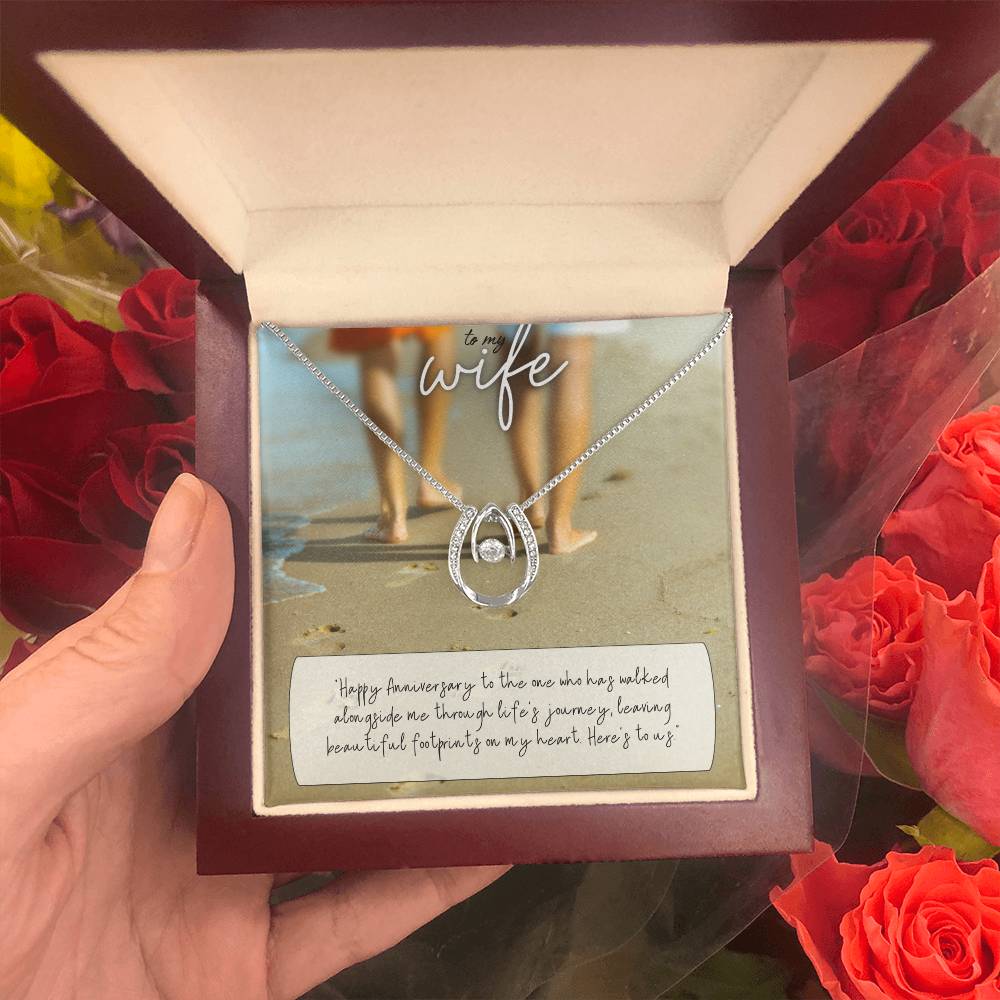 to my
wife
"Happy Anniversary to the one who has walked
alongside me through life's journey, leaving
beautiful footprints on my heart. Here's to us."